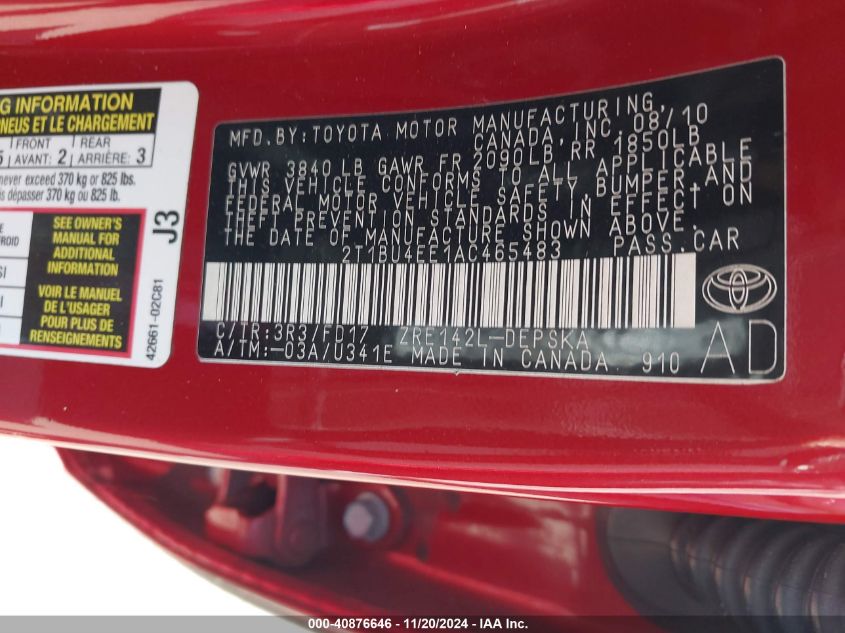 NG INFORMATION
PNEUS ET LE CHARGEMENT
5 FRONT REAR
AVANT: 2 ARRIÈRE: 3
never exceed 370 kg or 825 lbs.
dépasser 370 kg ou 825 lb.
SEE OWNER'S
MANUAL FOR
ADDITIONAL
INFORMATION
VOIR LE MANUEL
DE L'USAGER
POUR PLUS DE
RENSEIGNEMENTS
J3
42661-02C81
MFD.BY:TOYOTA MOTOR MANUFACTURING,
CANADA, INC. 08/10
GVWR 3840 LB GAWR FR 2090LB RR 1850LB
THIS VEHICLE CONFORMS TO ALL APPLICABLE
FEDERAL MOTOR VEHICLE SAFETY, BUMPER, AND
THEFT PREVENTION STANDARDS IN EFFECT ON
THE DATE OF MANUFACTURE SHOWN ABOVE.
2T1BU4EE1AC465483 PASS.CAR
C/TR:3R3/FD17 ZRE142L-DEPSKA
A/TM:-03A/U341E MADE IN CANADA 910
AD
000-40876646 - 11/20/2024 - IAA Inc.